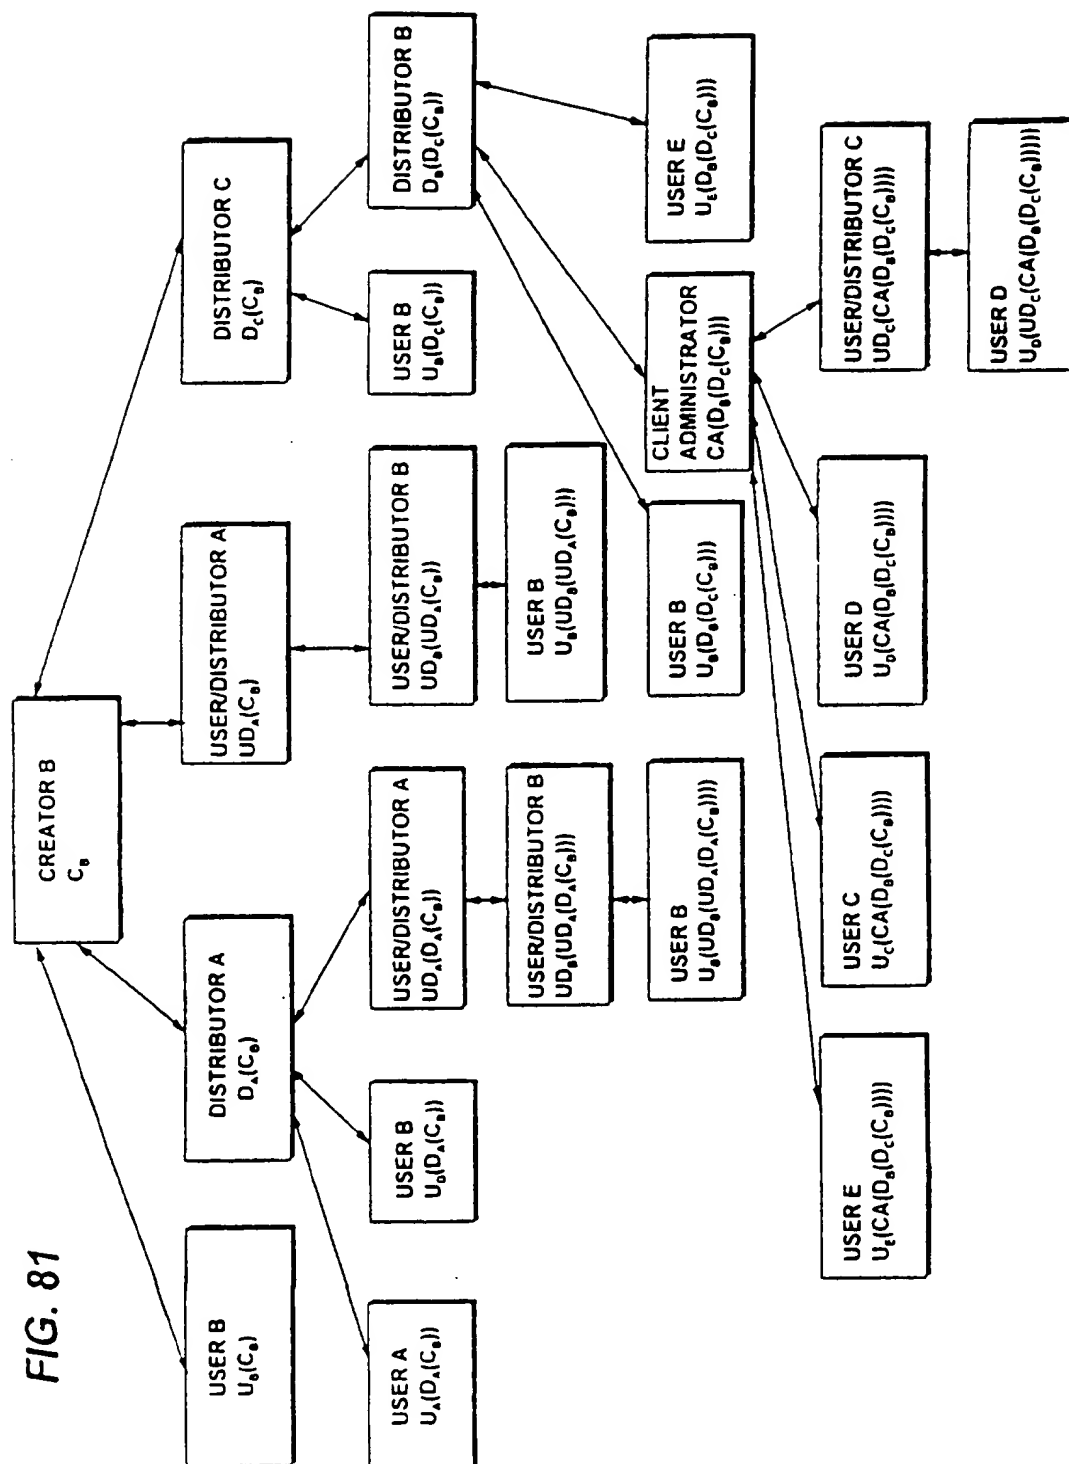 FIG. 81
CREATOR B
C_B
USER B
U_B(C_B)
DISTRIBUTOR A
D_A(C_B)
USER/DISTRIBUTOR A
UD_A(C_B)
DISTRIBUTOR C
D_C(C_B)
USER A
U_A(D_A(C_B))
USER B
U_B(D_A(C_B))
USER/DISTRIBUTOR A
UD_A(D_A(C_B))
USER/DISTRIBUTOR B
UD_B(UD_A(C_B))
USER B
U_B(D_C(C_B))
DISTRIBUTOR B
D_B(D_C(C_B))
USER/DISTRIBUTOR B
UD_B(UD_A(D_A(C_B)))
USER B
U_B(UD_B(UD_A(C_B)))
USER B
U_B(UD_B(UD_A(D_A(C_B))))
USER B
U_B(D_B(D_C(C_B)))
CLIENT
ADMINISTRATOR
CA(D_B(D_C(C_B)))
USER E
U_E(D_B(D_C(C_B)))
USER E
U_E(CA(D_B(D_C(C_B))))
USER C
U_C(CA(D_B(D_C(C_B))))
USER D
U_D(CA(D_B(D_C(C_B))))
USER/DISTRIBUTOR C
UD_C(CA(D_B(D_C(C_B))))
USER D
U_D(UD_C(CA(D_B(D_C(C_B)))))